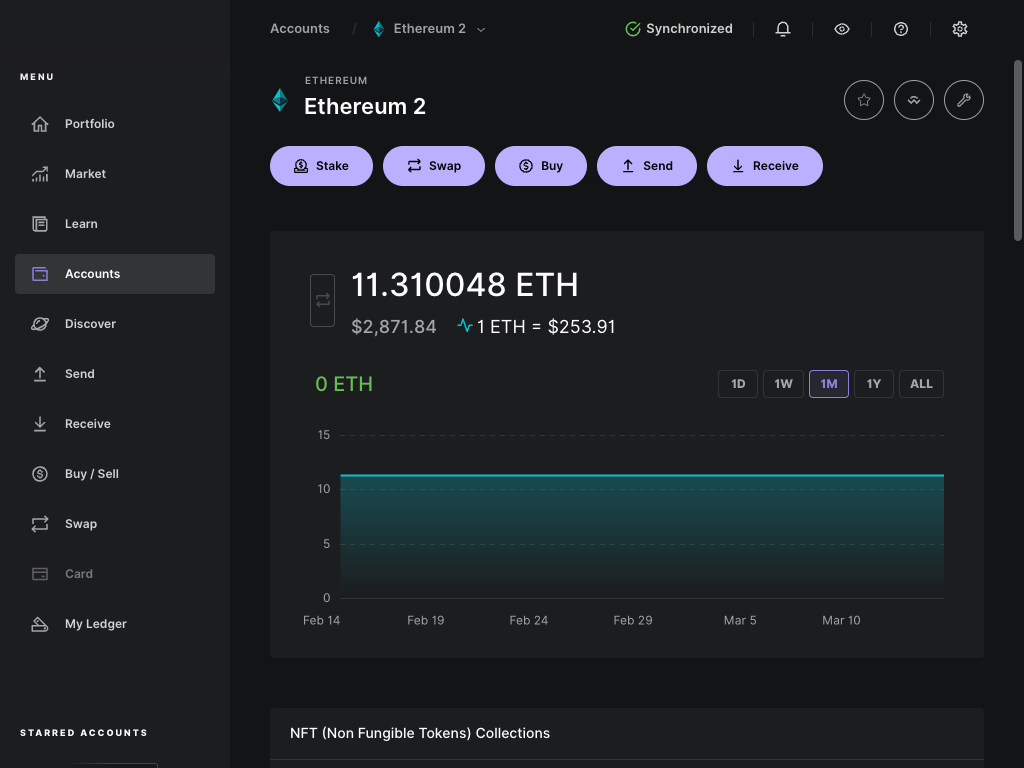 MENU
Portfolio
Market
Learn
Accounts
Discover
Send
Receive
Buy / Sell
Swap
Card
My Ledger
STARRED ACCOUNTS
Accounts / Ethereum 2
Synchronized
ETHEREUM
Ethereum 2
Stake
Swap
Buy
Send
Receive
11.310048 ETH
$2,871.84 1 ETH = $253.91
0 ETH
1D 1W 1M 1Y ALL
15
10
5
0
Feb 14 Feb 19 Feb 24 Feb 29 Mar 5 Mar 10
NFT (Non Fungible Tokens) Collections